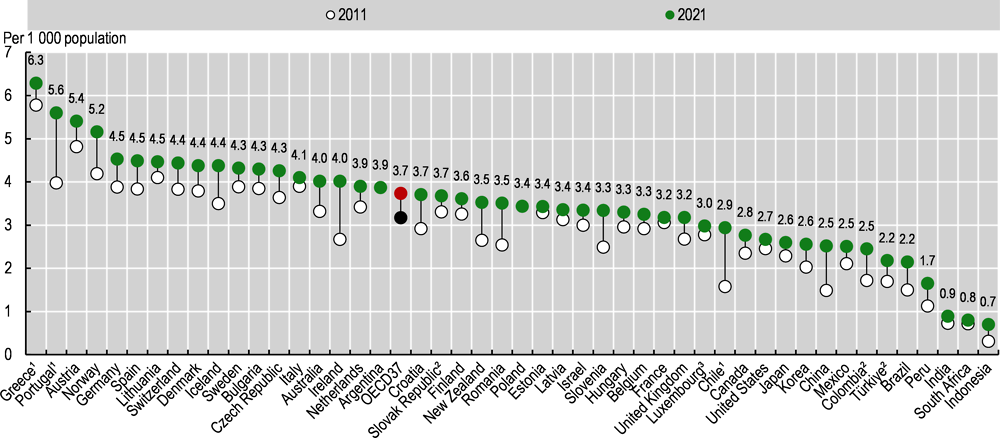 2011 2021
Per 1 000 population
7
6
5
4
3
2
1
0
6.3 5.6 5.4 5.2 4.5 4.5 4.5 4.4 4.4 4.4 4.3 4.3 4.3 4.1 4.0 4.0 3.9 3.9 3.7 3.7 3.7 3.6 3.5 3.5 3.4 3.4 3.4 3.4 3.3 3.3 3.3 3.2 3.2 3.0 2.9 2.8 2.7 2.6 2.6 2.5 2.5 2.5 2.2 2.2 1.7 0.9 0.8 0.7
Greece¹
Portugal¹
Austria
Norway
Germany
Spain
Lithuania
Switzerland
Denmark
Iceland
Sweden
Bulgaria
Czech Republic
Italy
Australia
Ireland
Netherlands
Argentina
OECD37
Croatia
Slovak Republic²
Finland
New Zealand
Romania
Poland
Estonia
Latvia
Israel
Slovenia
Hungary
Belgium
France
United Kingdom
Luxembourg³
Chile¹
Canada
United States
Japan
Korea
China
Mexico
Colombia²
Türkiye²
Brazil
Peru
India
South Africa
Indonesia